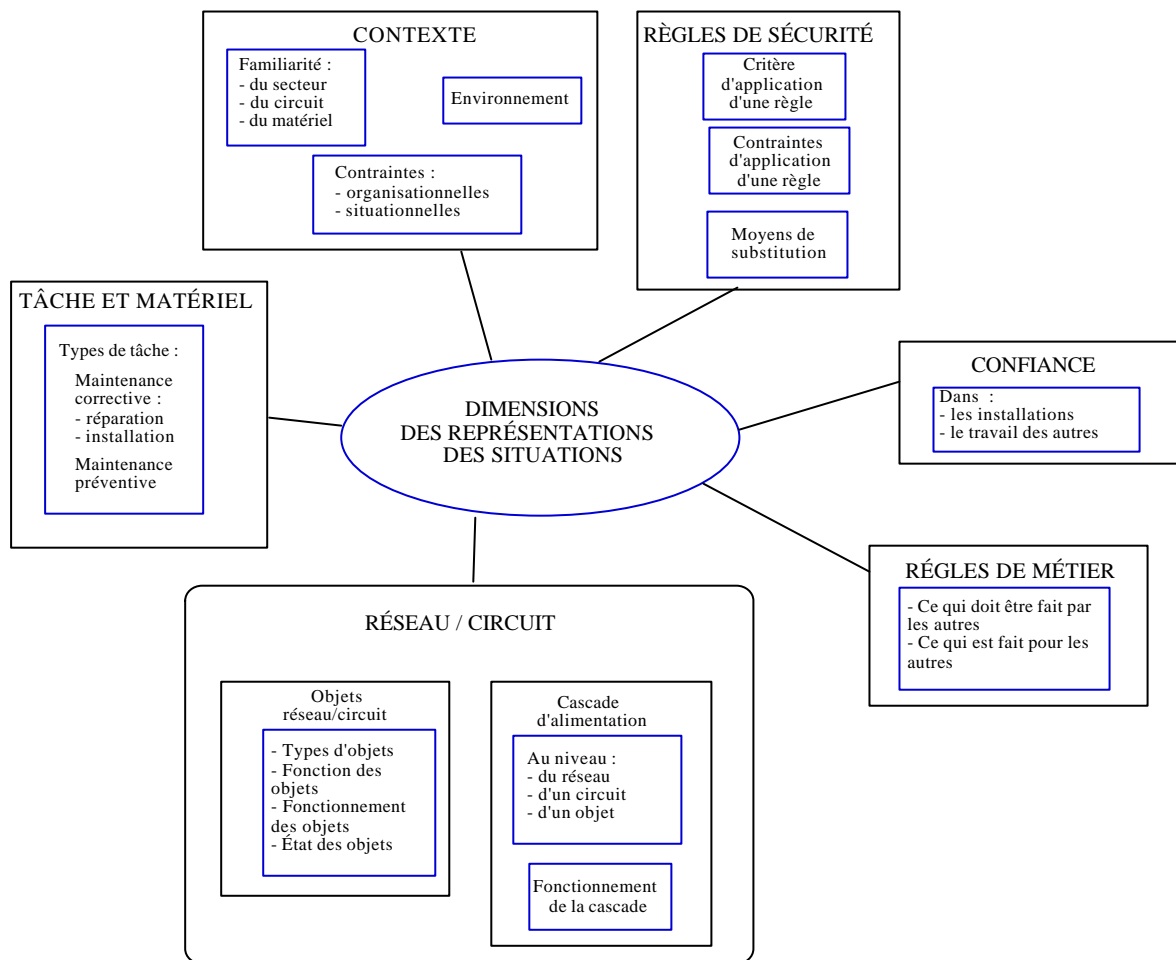 CONTEXTE
Familiarité :
- du secteur
- du circuit
- du matériel
Environnement
Contraintes :
- organisationnelles
- situationnelles
RÈGLES DE SÉCURITÉ
Critère
d'application
d'une règle
Contraintes
d'application
d'une règle
Moyens de
substitution
TÂCHE ET MATÉRIEL
Types de tâche :
Maintenance
corrective :
- réparation
- installation
Maintenance
préventive
DIMENSIONS
DES REPRÉSENTATIONS
DES SITUATIONS
CONFIANCE
Dans :
- les installations
- le travail des autres
RÉGLES DE MÉTIER
- Ce qui doit être fait par
les autres
- Ce qui est fait pour les
autres
RÉSEAU / CIRCUIT
Objets
réseau/circuit
- Types d'objets
- Fonction des
objets
- Fonctionnement
des objets
- État des objets
Cascade
d'alimentation
Au niveau :
- du réseau
- d'un circuit
- d'un objet
Fonctionnement
de la cascade